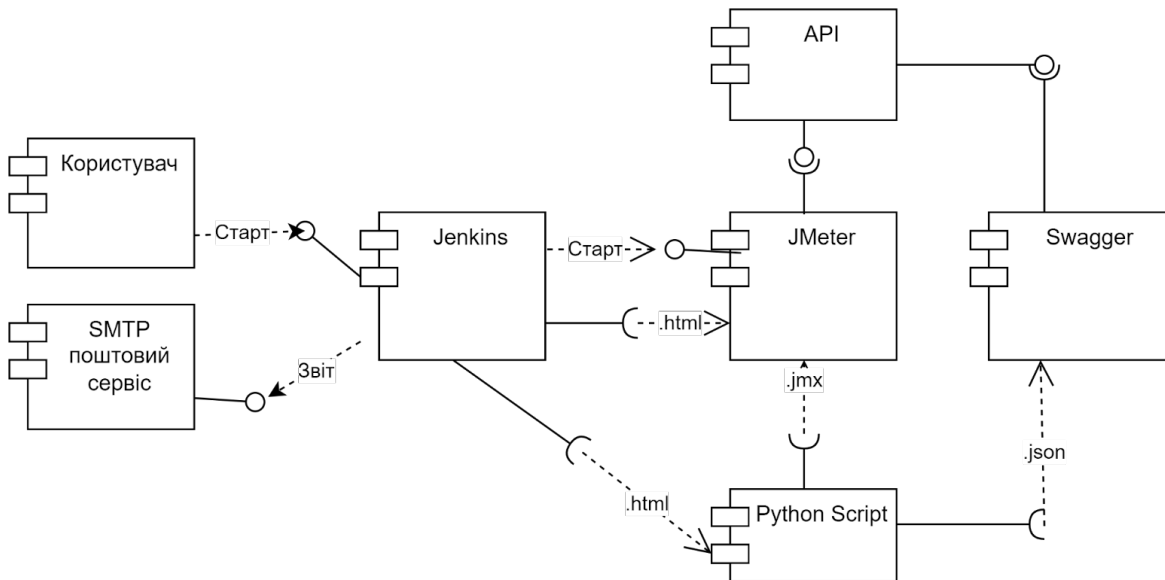 API
Користувач
Старт
Jenkins
Старт
JMeter
Swagger
SMTP
поштовий
сервіс
Звіт
.html
.jmx
.json
.html
Python Script